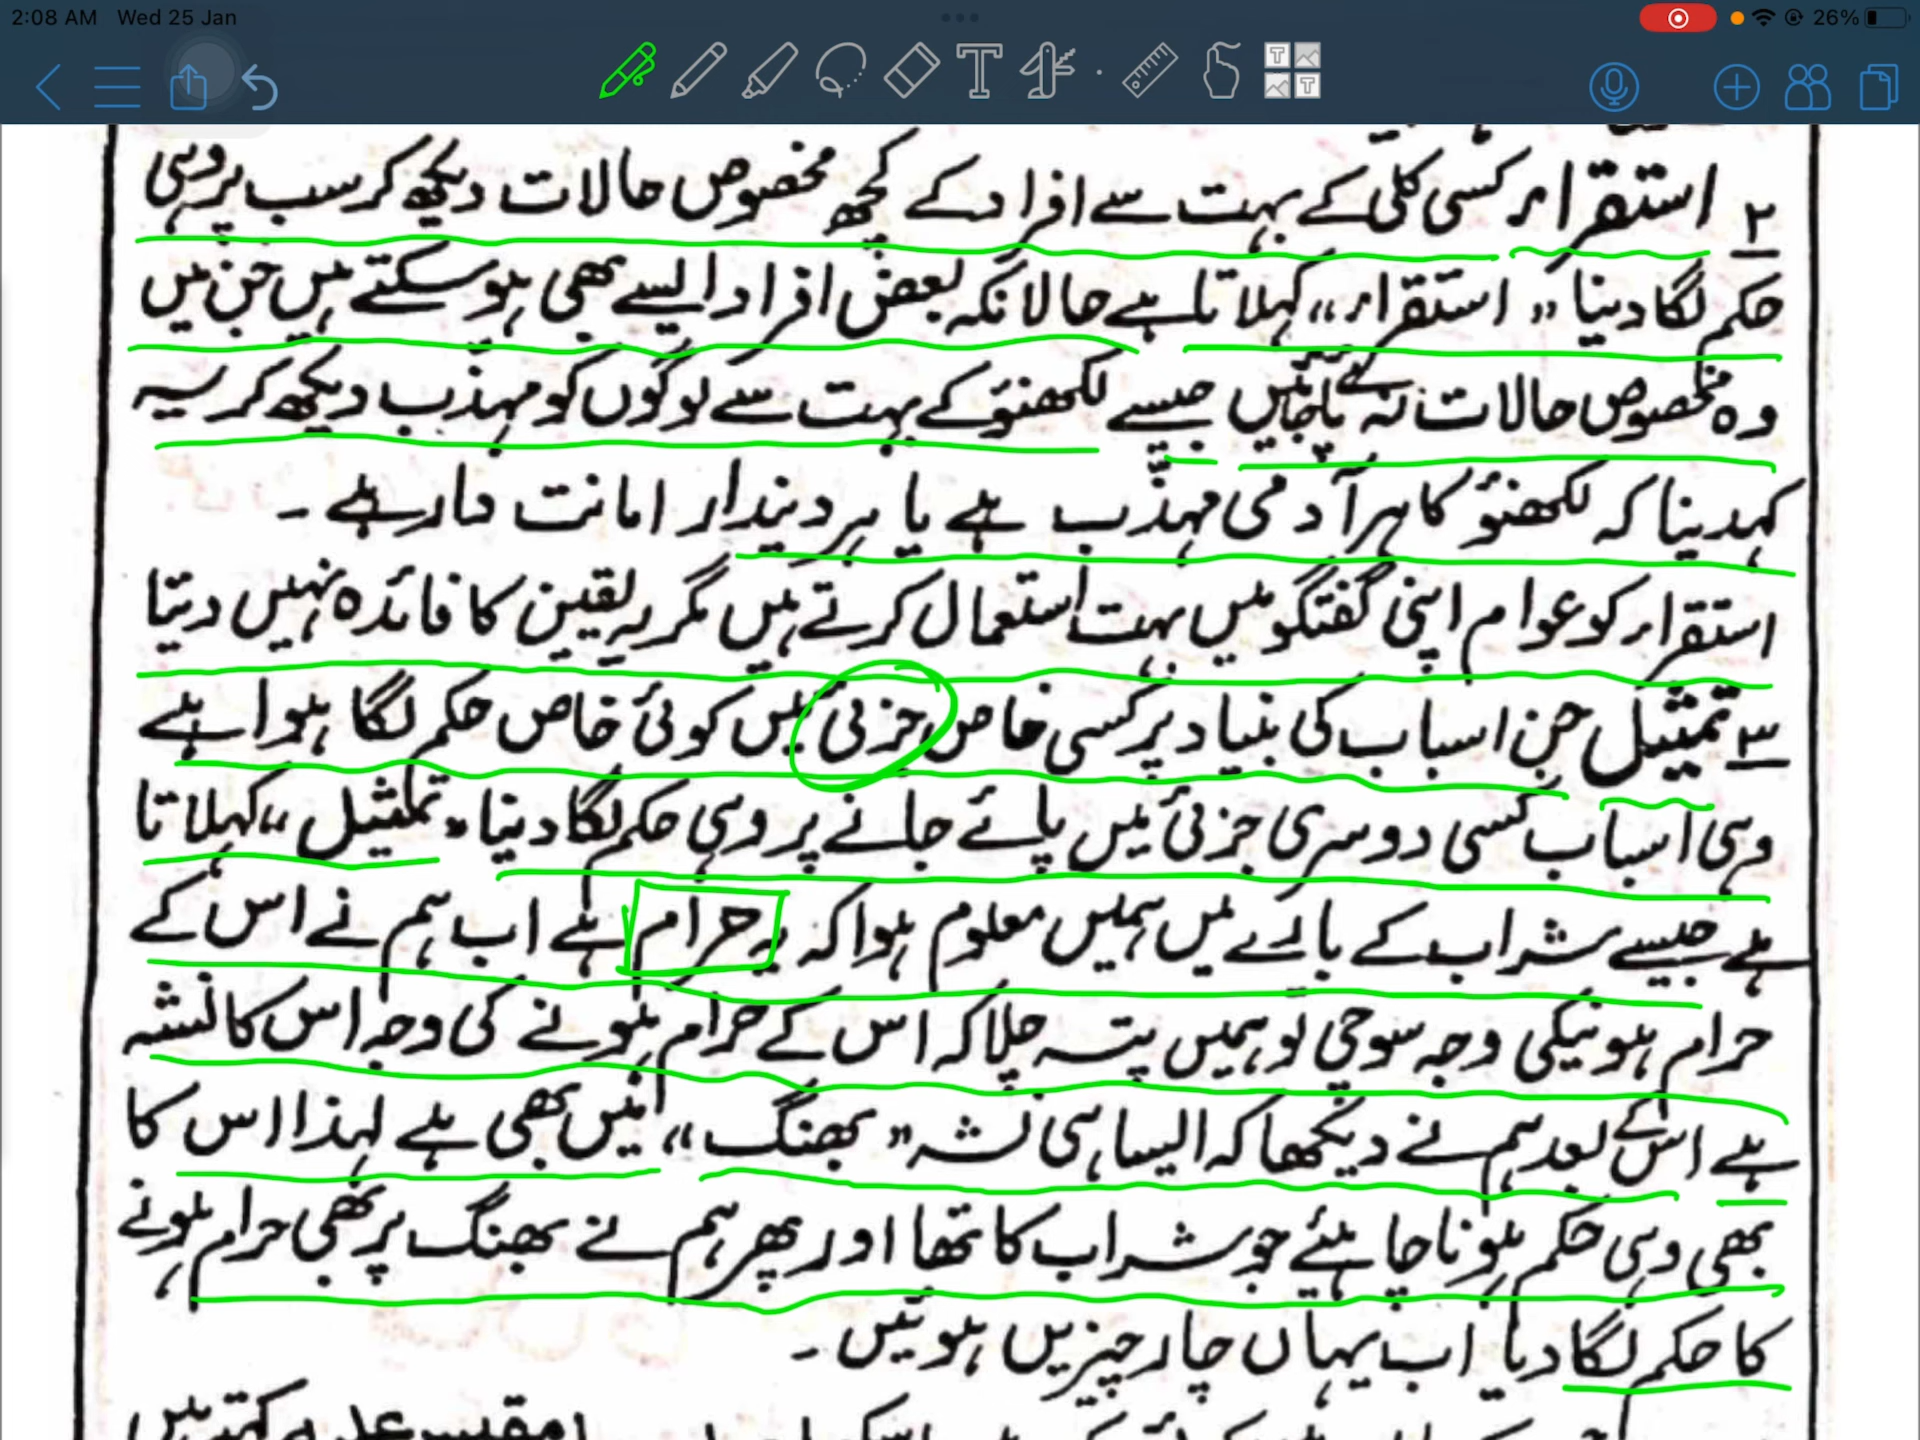 2:08 AM Wed 25 Jan
26%
۲ استقراء کسی کلی کے بہت سے افراد کے کچھ مخصوص حالات دیکھ کر سب پر وہی
حکم لگا دینا ”استقراء“ کہلاتا ہے حالانکہ بعض افراد ایسے بھی ہو سکتے ہیں جن میں
وہ مخصوص حالات نہ پائے جائیں جیسے لکھنؤ کے بہت سے لوگوں کو مہذب دیکھ کر یہ
کہدینا کہ لکھنؤ کا ہر آدمی مہذّب ہے یا ہر دیندار امانت دار ہے ۔
استقراء کو عوام اپنی گفتگو میں بہت استعمال کرتے ہیں مگر یہ یقین کا فائدہ نہیں دیتا
۳ تمثیل جن اسباب کی بنیاد پر کسی خاص جزئی میں کوئی خاص حکم لگا ہوا ہے
وہی اسباب کسی دوسری جزئی میں پائے جانے پر وہی حکم لگا دینا ”تمثیل“ کہلاتا
ہے جیسے شراب کے بارے میں ہمیں معلوم ہوا کہ یہ حرام ہے اب ہم نے اس کے
حرام ہونیکی وجہ سوچی تو ہمیں پتہ چلا کہ اس کے حرام ہونے کی وجہ اس کا نشہ
ہے اس کے بعد ہم نے دیکھا کہ ایسا ہی نشہ ”بھنگ“ میں بھی ہے لہذا اس کا
بھی وہی حکم ہونا چاہئے جو شراب کا تھا اور پھر ہم نے بھنگ پر بھی حرام ہونے
کا حکم لگا دیا اب یہاں چار چیزیں ہوئیں ۔